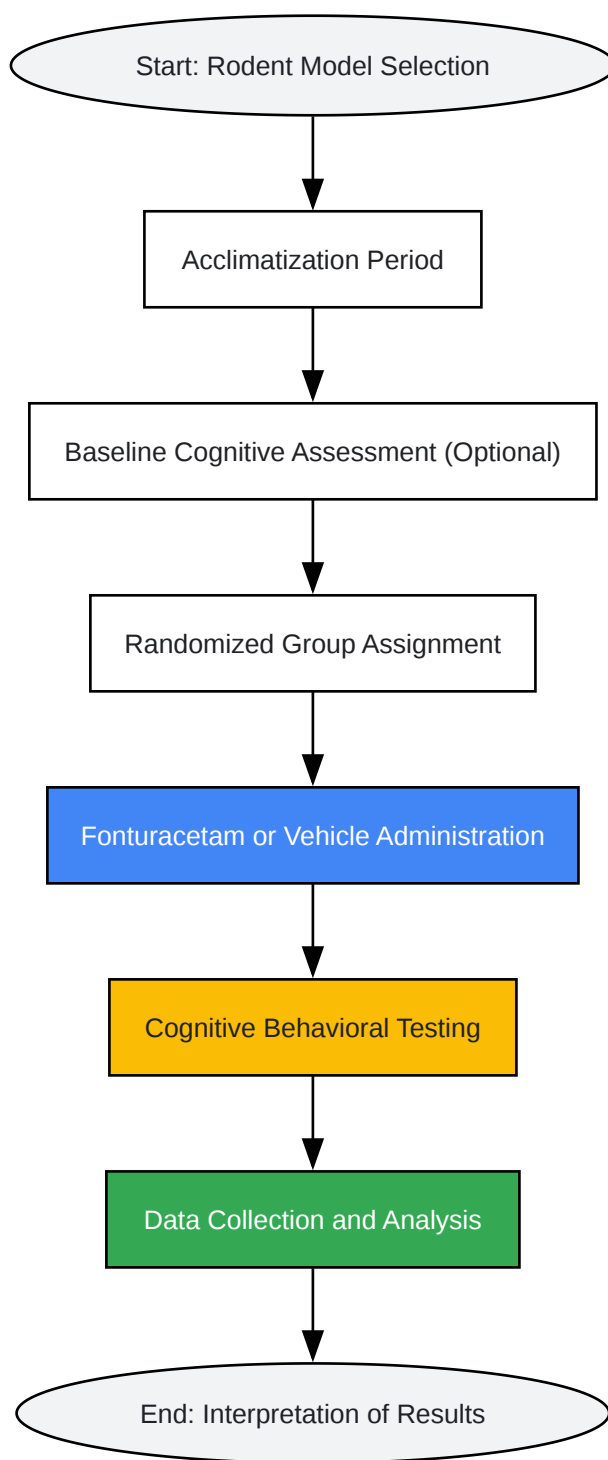 Start: Rodent Model Selection
Acclimatization Period
Baseline Cognitive Assessment (Optional)
Randomized Group Assignment
Fonturacetam or Vehicle Administration
Cognitive Behavioral Testing
Data Collection and Analysis
End: Interpretation of Results